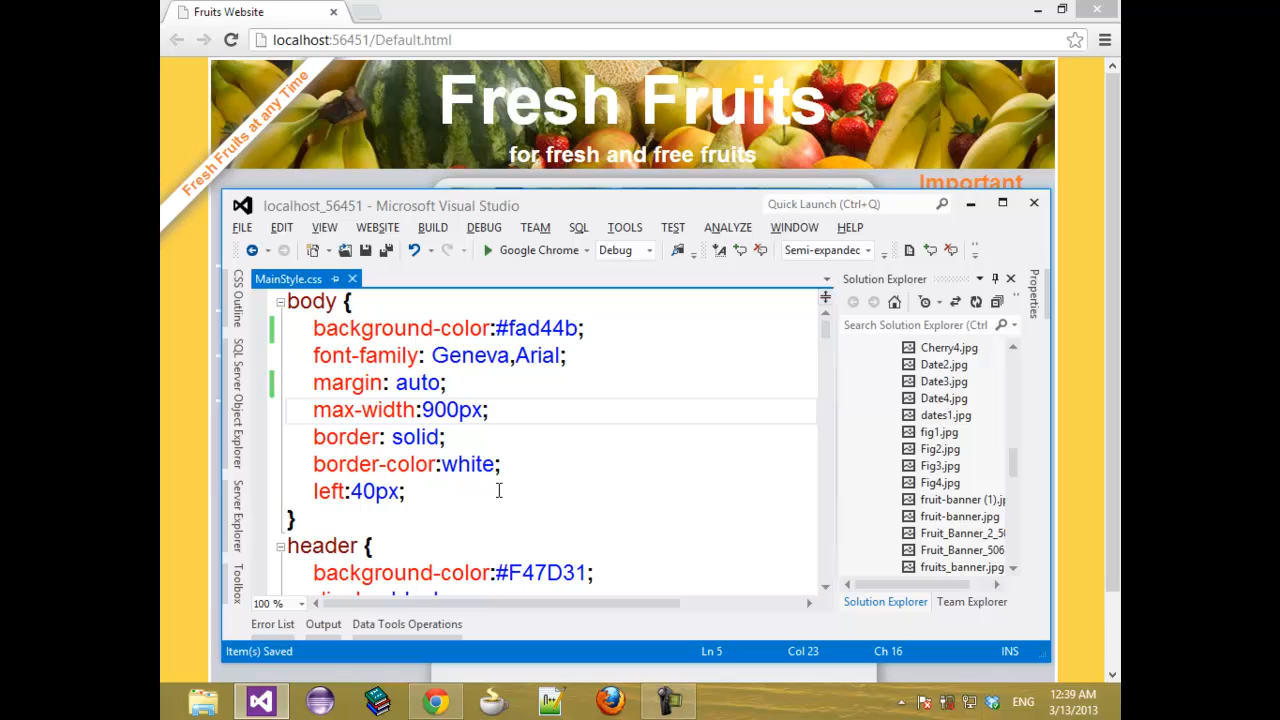 Fruits Website
localhost:56451/Default.html
Fresh Fruits at any Time
Fresh Fruits
for fresh and free fruits
Important
localhost_56451 - Microsoft Visual Studio
Quick Launch (Ctrl+Q)
FILE EDIT VIEW WEBSITE BUILD DEBUG TEAM SQL TOOLS TEST ANALYZE WINDOW HELP
Google Chrome
Debug
Semi-expandec
CSS Outline
SQL Server Object Explorer
Server Explorer
Toolbox
MainStyle.css
body {
background-color:#fad44b;
font-family: Geneva,Arial;
margin: auto;
max-width:900px;
border: solid;
border-color:white;
left:40px;
}
header {
background-color:#F47D31;
100 %
Solution Explorer
Search Solution Explorer (Ctrl
Cherry4.jpg
Date2.jpg
Date3.jpg
Date4.jpg
dates1.jpg
fig1.jpg
Fig2.jpg
Fig3.jpg
Fig4.jpg
fruit-banner (1).jp
fruit-banner.jpg
Fruit_Banner_2_50
Fruit_Banner_506
fruits_banner.jpg
Solution Explorer Team Explorer
Properties
Error List Output Data Tools Operations
Item(s) Saved Ln 5 Col 23 Ch 16 INS
ENG
12:39 AM
3/13/2013